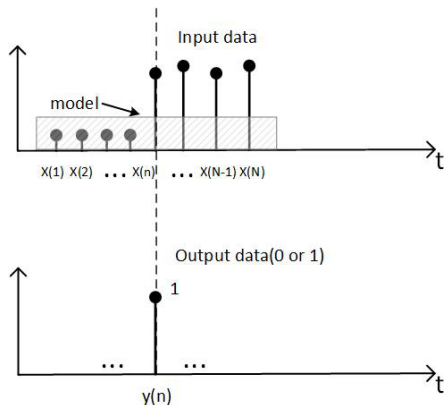 Input data
model
t
X(1) X(2) ... X(n) ... X(N-1) X(N)
Output data(0 or 1)
1
... ...
t
y(n)